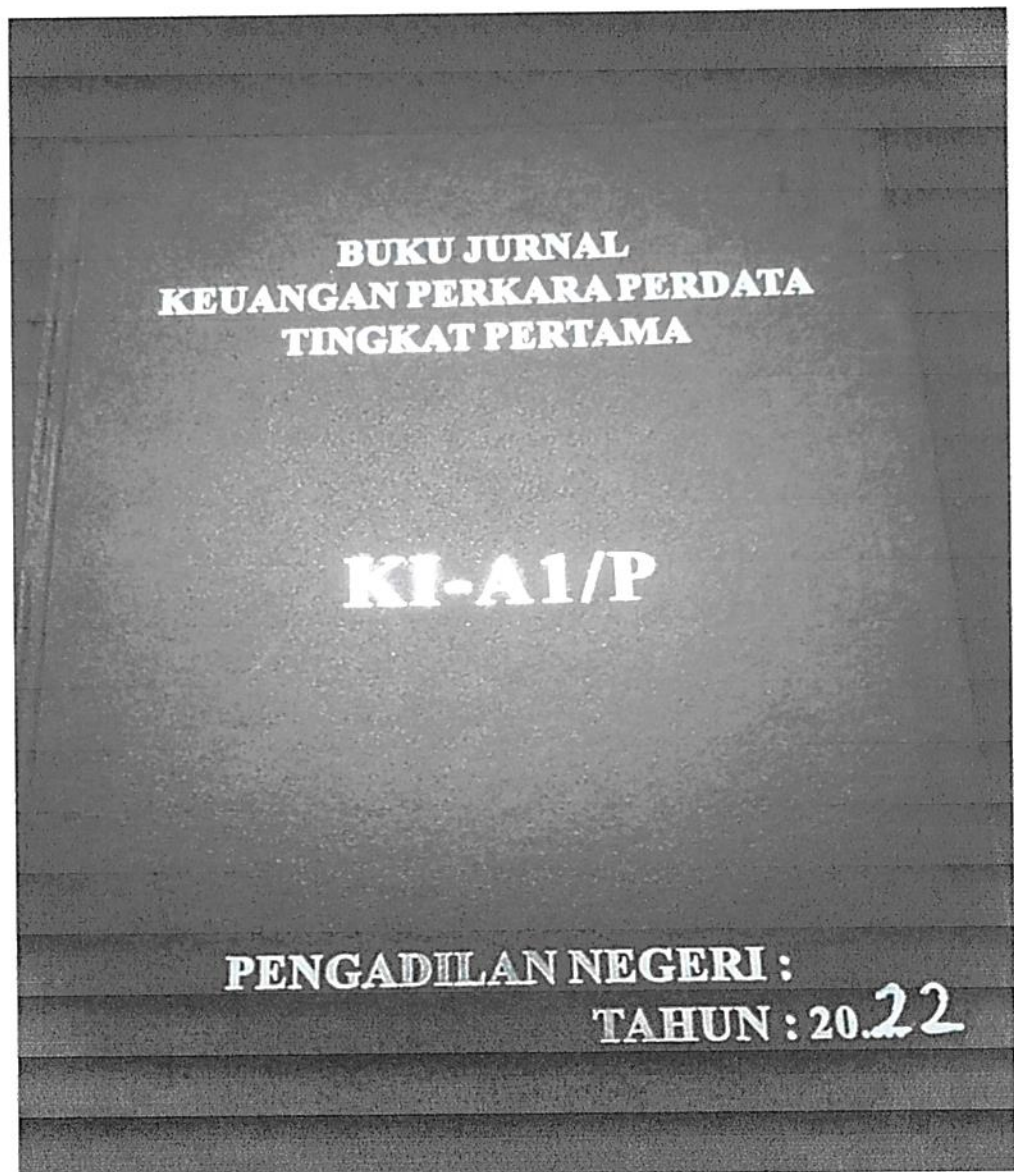 BUKU JURNAL
KEUANGAN PERKARA PERDATA
TINGKAT PERTAMA
KI-A1/P
PENGADILAN NEGERI :
TAHUN : 20..22